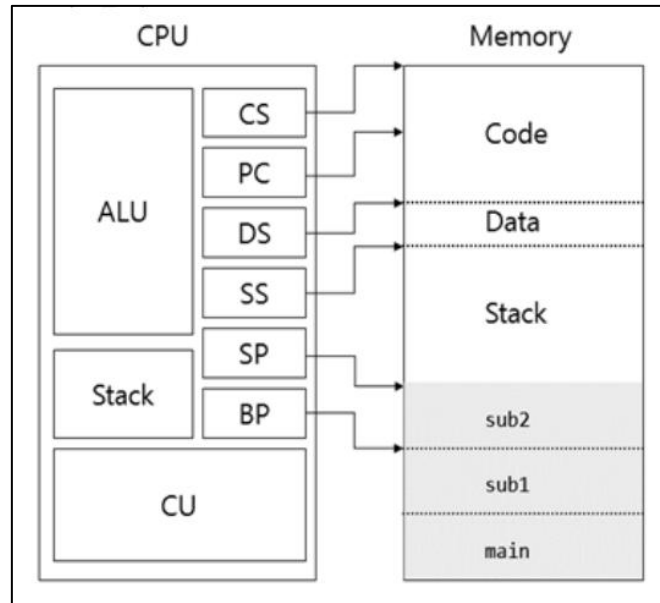 CPU
Memory
ALU
CS
PC
DS
SS
SP
BP
Stack
CU
Code
Data
Stack
sub2
sub1
main